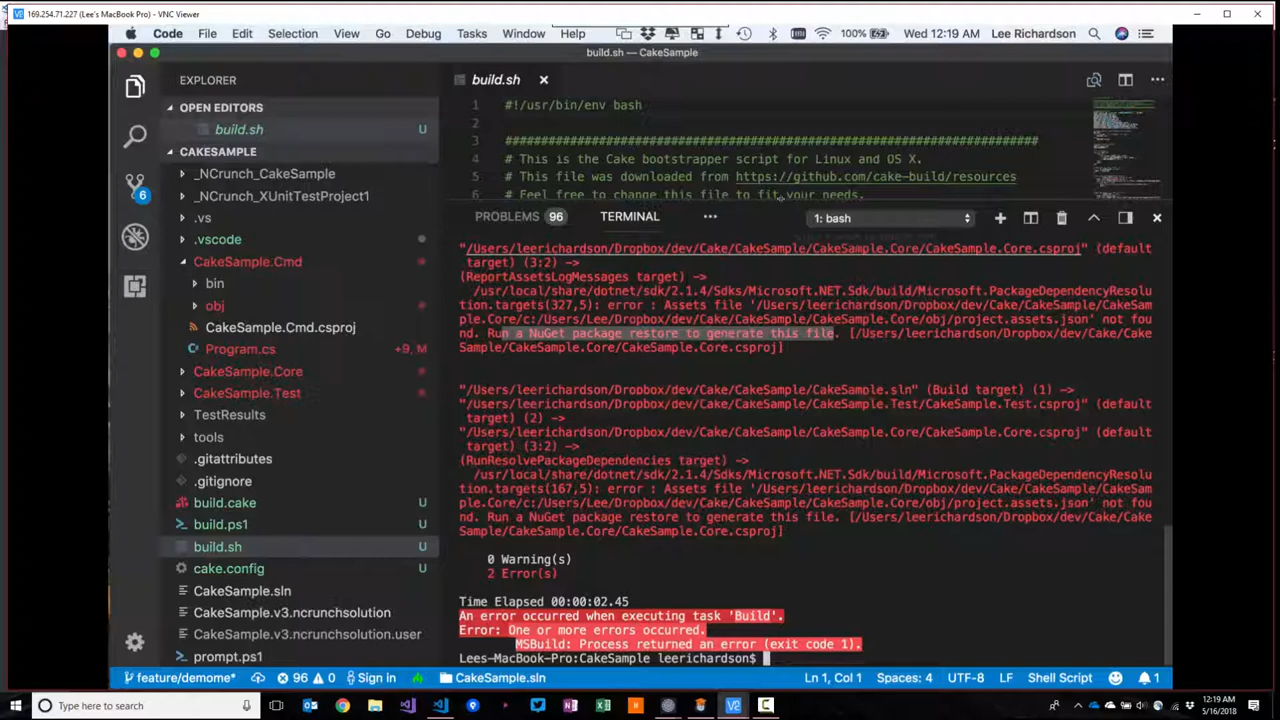 169.254.71.227 (Lee's MacBook Pro) - VNC Viewer
Code File Edit Selection View Go Debug Tasks Window Help 100% Wed 12:19 AM Lee Richardson
build.sh — CakeSample
EXPLORER
OPEN EDITORS
build.sh U
CAKESAMPLE
_NCrunch_CakeSample
_NCrunch_XUnitTestProject1
.vs
.vscode
CakeSample.Cmd
bin
obj
CakeSample.Cmd.csproj
Program.cs +9, M
CakeSample.Core
CakeSample.Test
TestResults
tools
.gitattributes
.gitignore
build.cake U
build.ps1 U
build.sh U
cake.config U
CakeSample.sln
CakeSample.v3.ncrunchsolution
CakeSample.v3.ncrunchsolution.user
prompt.ps1
6
build.sh
1 #!/usr/bin/env bash
2
3 ##########################################################################
4 # This is the Cake bootstrapper script for Linux and OS X.
5 # This file was downloaded from https://github.com/cake-build/resources
6 # Feel free to change this file to fit your needs.
PROBLEMS 96 TERMINAL ••• 1: bash
"/Users/leerichardson/Dropbox/dev/Cake/CakeSample/CakeSample.Core/CakeSample.Core.csproj" (default
target) (3:2) ->
(ReportAssetsLogMessages target) ->
/usr/local/share/dotnet/sdk/2.1.4/Sdks/Microsoft.NET.Sdk/build/Microsoft.PackageDependencyResolu
tion.targets(327,5): error : Assets file '/Users/leerichardson/Dropbox/dev/Cake/CakeSample/CakeSam
ple.Core/c:/Users/Lee/Dropbox/dev/Cake/CakeSample/CakeSample.Core/obj/project.assets.json' not fou
nd. Run a NuGet package restore to generate this file. [/Users/leerichardson/Dropbox/dev/Cake/Cake
Sample/CakeSample.Core/CakeSample.Core.csproj]
"/Users/leerichardson/Dropbox/dev/Cake/CakeSample/CakeSample.sln" (Build target) (1) ->
"/Users/leerichardson/Dropbox/dev/Cake/CakeSample/CakeSample.Test/CakeSample.Test.csproj" (default
target) (2) ->
"/Users/leerichardson/Dropbox/dev/Cake/CakeSample/CakeSample.Core/CakeSample.Core.csproj" (default
target) (3:2) ->
(RunResolvePackageDependencies target) ->
/usr/local/share/dotnet/sdk/2.1.4/Sdks/Microsoft.NET.Sdk/build/Microsoft.PackageDependencyResolu
tion.targets(167,5): error : Assets file '/Users/leerichardson/Dropbox/dev/Cake/CakeSample/CakeSam
ple.Core/c:/Users/Lee/Dropbox/dev/Cake/CakeSample/CakeSample.Core/obj/project.assets.json' not fou
nd. Run a NuGet package restore to generate this file. [/Users/leerichardson/Dropbox/dev/Cake/Cake
Sample/CakeSample.Core/CakeSample.Core.csproj]
0 Warning(s)
2 Error(s)
Time Elapsed 00:00:02.45
An error occurred when executing task 'Build'.
Error: One or more errors occurred.
MSBuild: Process returned an error (exit code 1).
Lees-MacBook-Pro:CakeSample leerichardson$
feature/demome* 96 0 Sign in CakeSample.sln Ln 1, Col 1 Spaces: 4 UTF-8 LF Shell Script 1
Type here to search
12:19 AM
5/16/2018